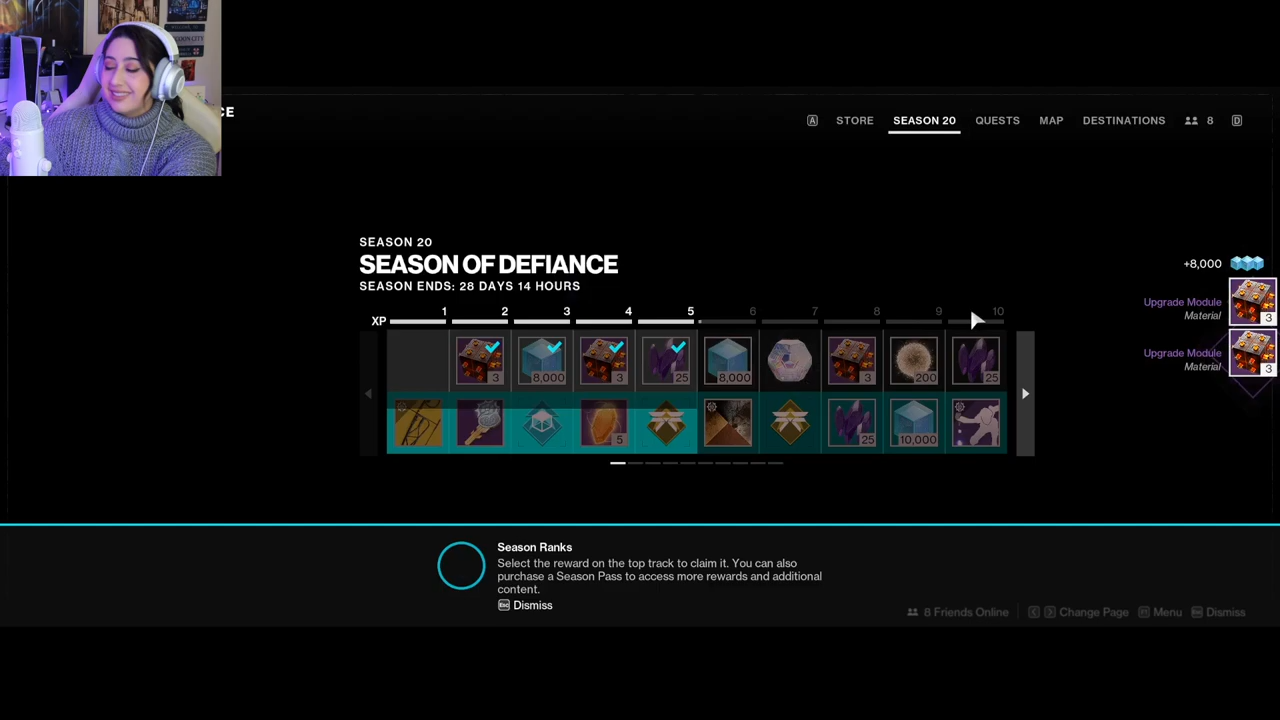 CE
A STORE SEASON 20 QUESTS MAP DESTINATIONS 8 D
SEASON 20
SEASON OF DEFIANCE
SEASON ENDS: 28 DAYS 14 HOURS
+8,000
XP 1 2 3 4 5 6 7 8 9 10
Upgrade Module
Material
3
Upgrade Module
Material
3
3 8,000 3 25 8,000 3 200 25
5 25 10,000
Season Ranks
Select the reward on the top track to claim it. You can also
purchase a Season Pass to access more rewards and additional
content.
Esc Dismiss
8 Friends Online < > Change Page F1 Menu Esc Dismiss